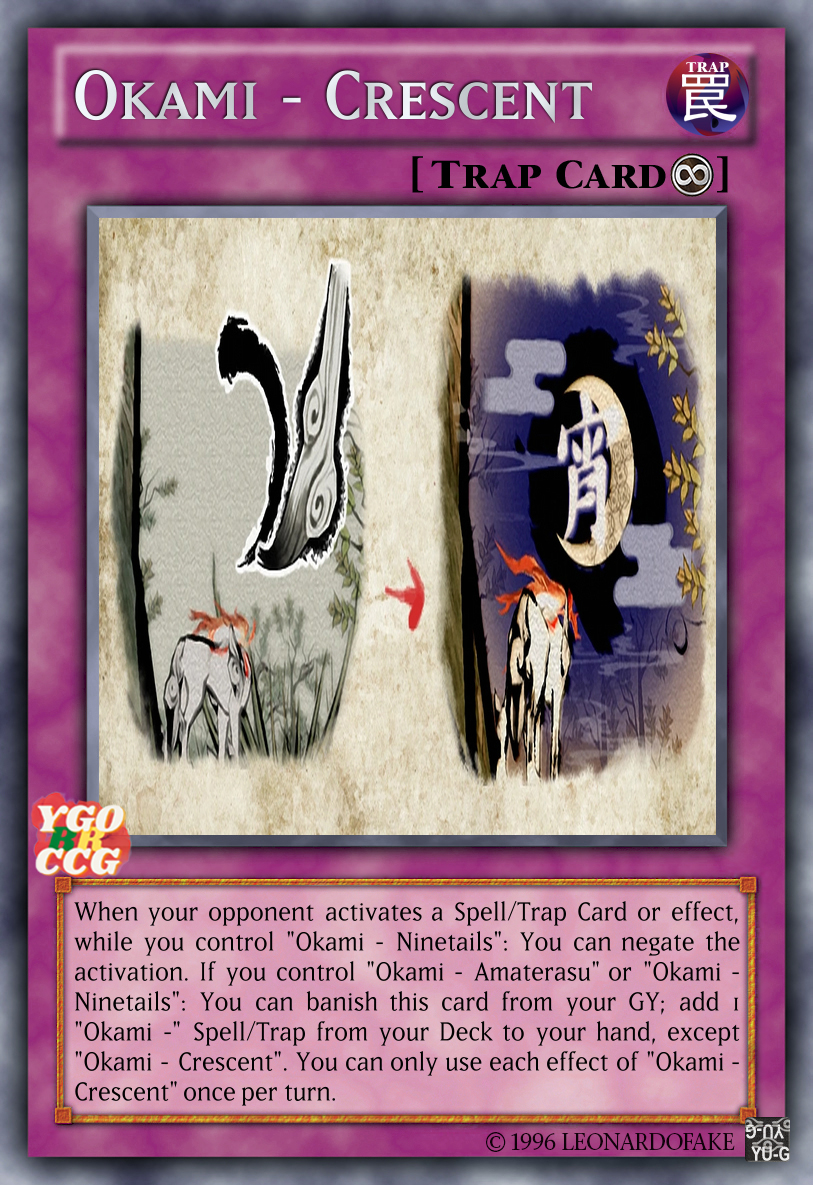 Okami - Crescent
TRAP
罠
[Trap Card∞]
宵
YGO
BR
CCG
When your opponent activates a Spell/Trap Card or effect,
while you control "Okami - Ninetails": You can negate the
activation. If you control "Okami - Amaterasu" or "Okami -
Ninetails": You can banish this card from your GY; add 1
"Okami -" Spell/Trap from your Deck to your hand, except
"Okami - Crescent". You can only use each effect of "Okami -
Crescent" once per turn.
© 1996 LEONARDOFAKE
YU-G